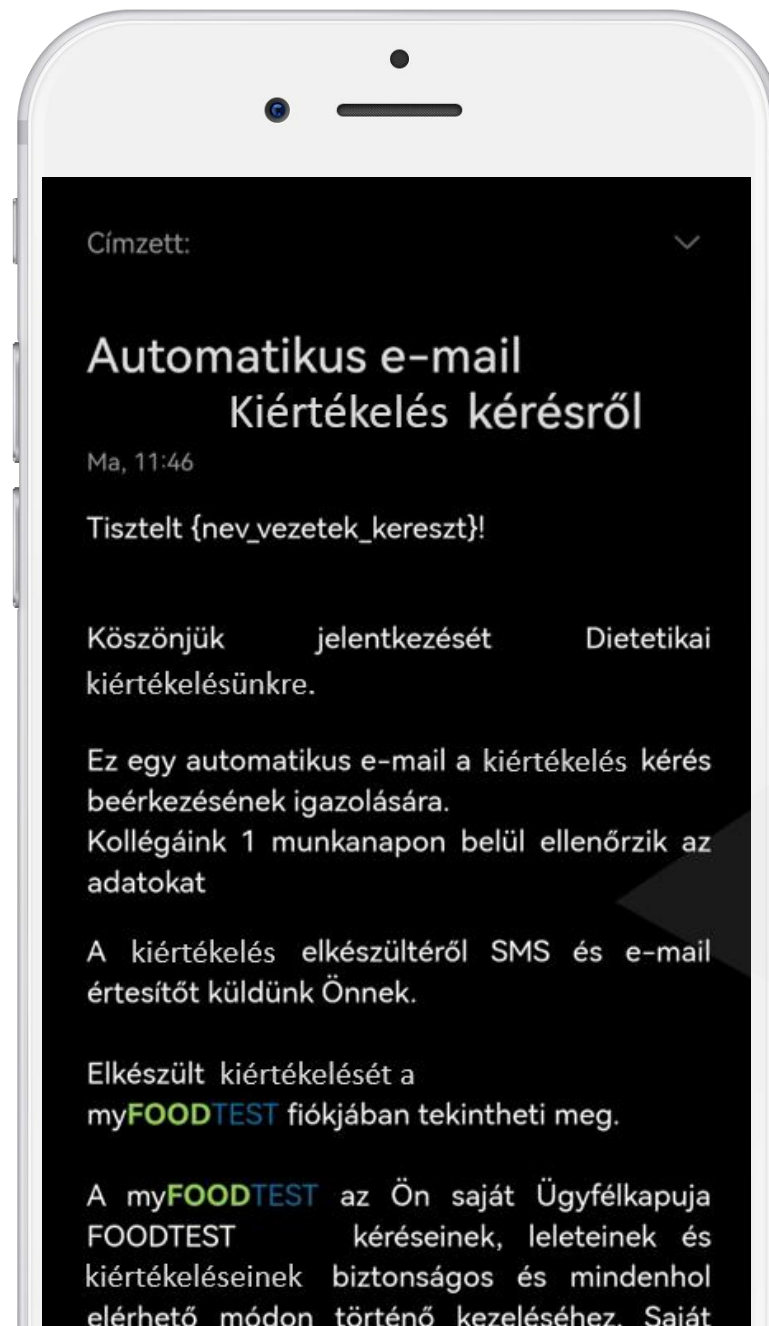 Címzett:
Automatikus e-mail
Kiértékelés kérésről
Ma, 11:46
Tisztelt {nev_vezetek_kereszt}!
Köszönjük jelentkezését Dietetikai
kiértékelésünkre.
Ez egy automatikus e-mail a kiértékelés kérés
beérkezésének igazolására.
Kollégáink 1 munkanapon belül ellenőrzik az
adatokat
A kiértékelés elkészültéről SMS és e-mail
értesítőt küldünk Önnek.
Elkészült kiértékelését a
myFOODTEST fiókjában tekintheti meg.
A myFOODTEST az Ön saját Ügyfélkapuja
FOODTEST kéréseinek, leleteinek és
kiértékeléseinek biztonságos és mindenhol
elérhető módon történő kezeléséhez. Saját